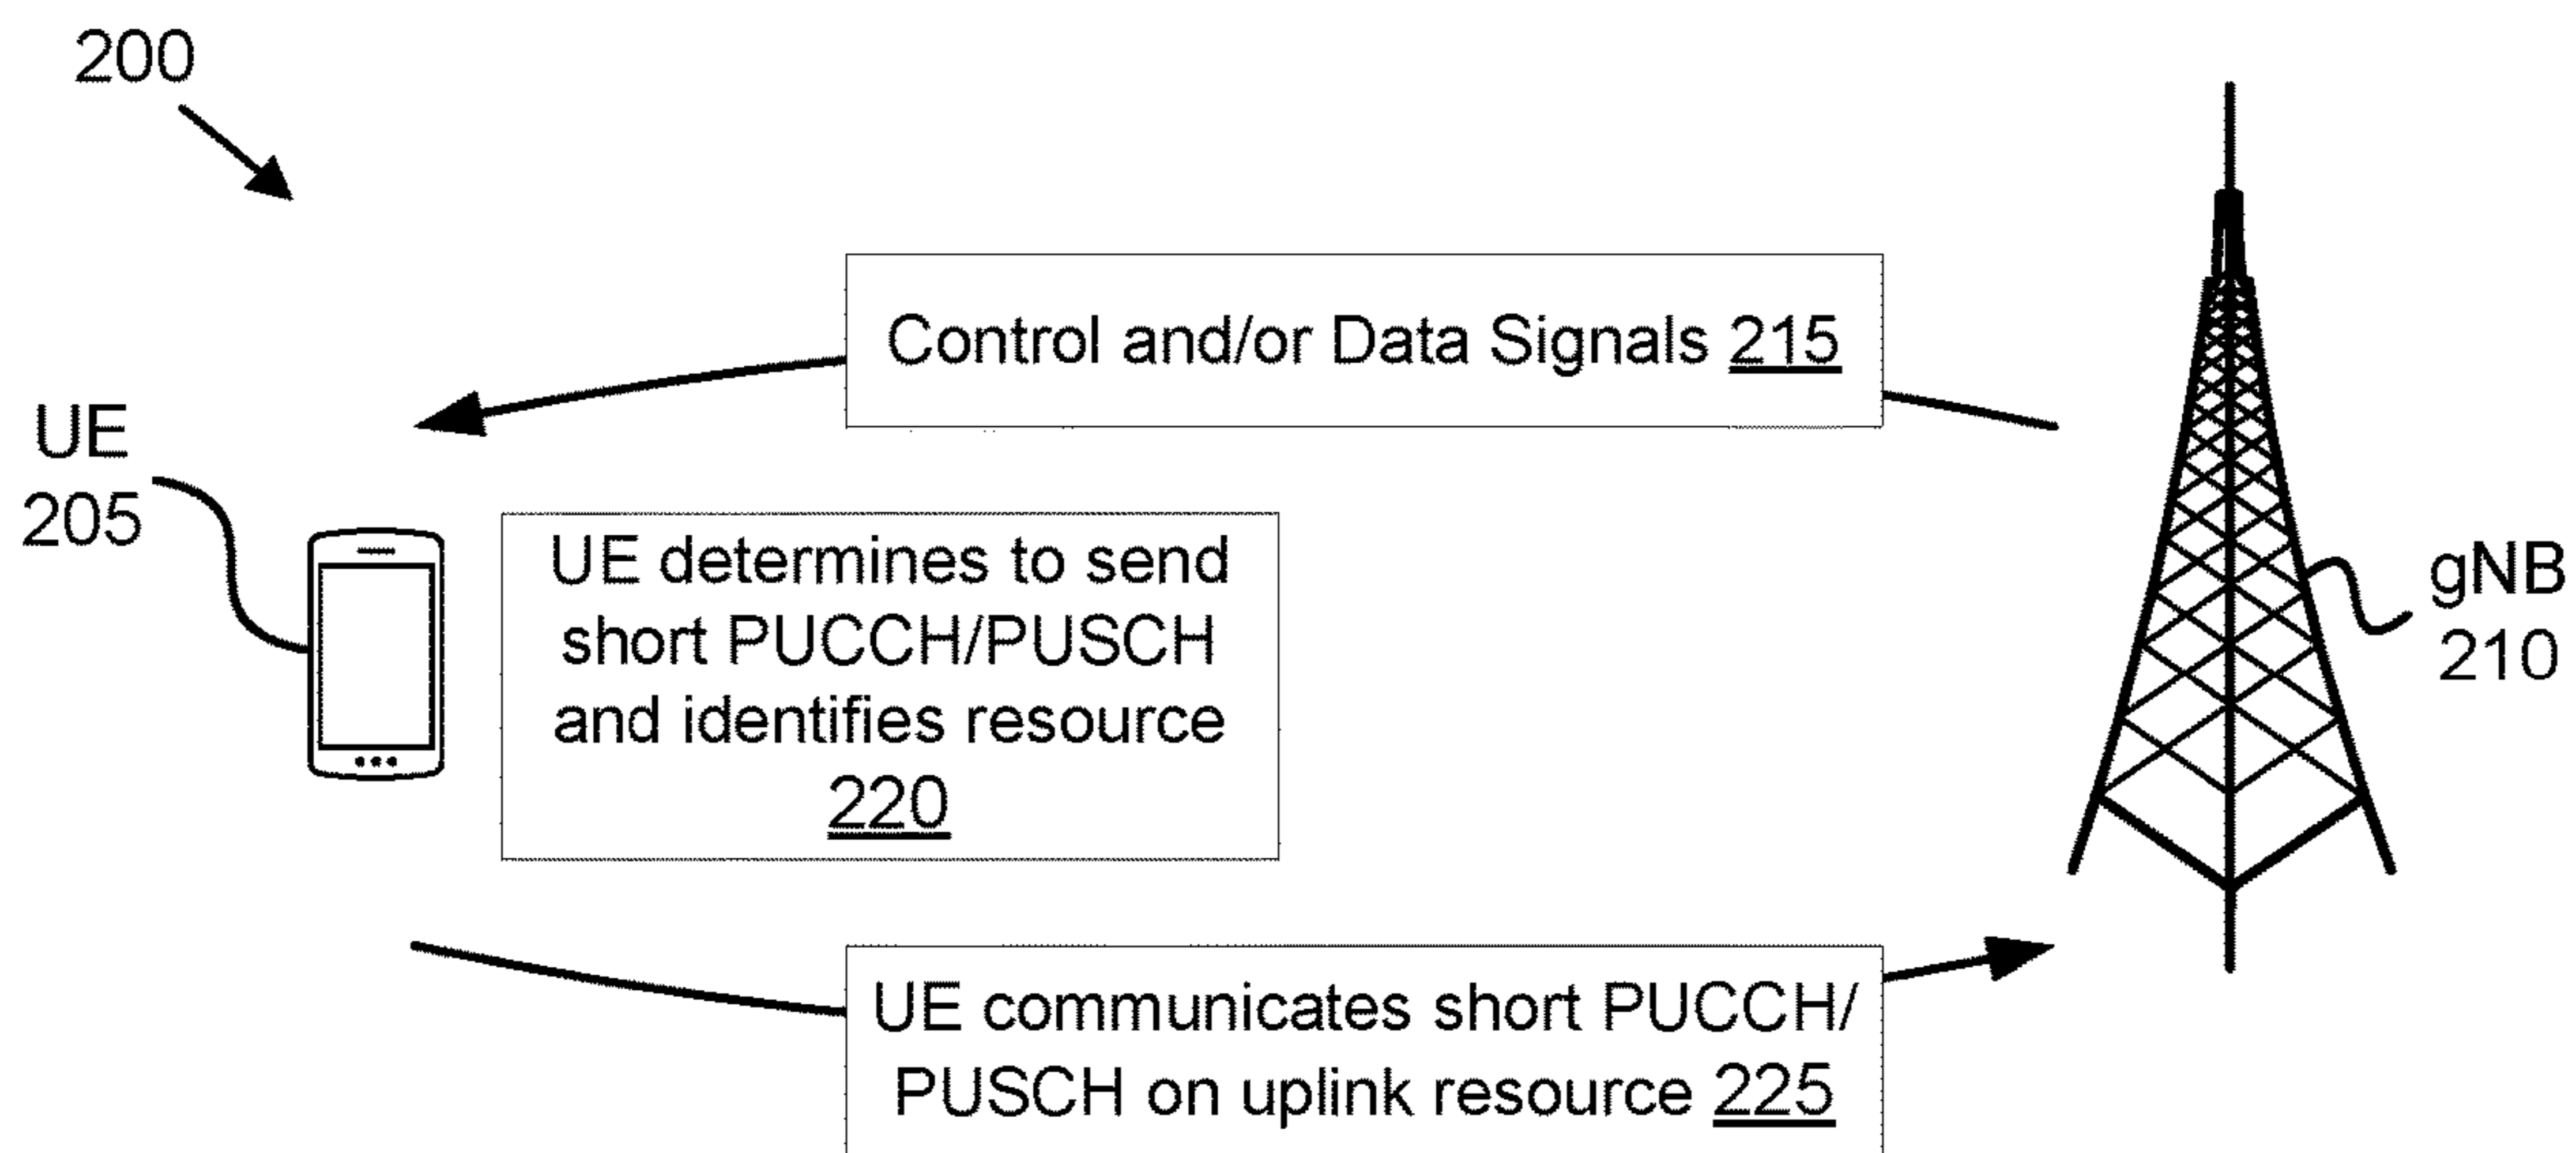 200
Control and/or Data Signals 215
UE
205
UE determines to send
short PUCCH/PUSCH
and identifies resource
220
gNB
210
UE communicates short PUCCH/
PUSCH on uplink resource 225